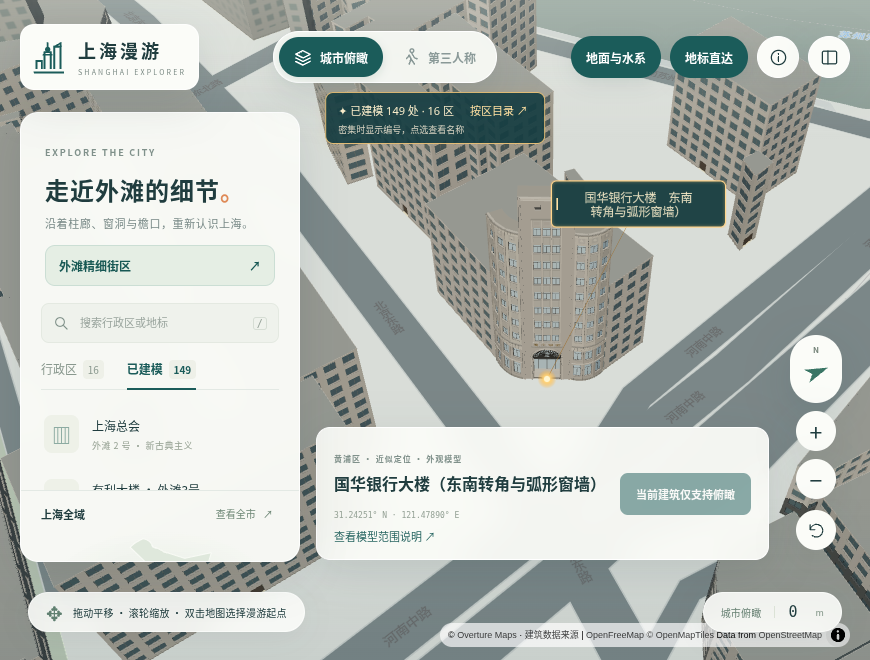 上海漫游
SHANGHAI EXPLORER
城市俯瞰
第三人称
地面与水系
地标直达
✦ 已建模 149 处 · 16 区 按区目录 ↗
密集时显示编号，点选查看名称
EXPLORE THE CITY
走近外滩的细节。
沿着柱廊、窗洞与檐口，重新认识上海。
外滩精细街区 ↗
搜索行政区或地标 /
行政区 16 已建模 149
上海总会
外滩 2 号 · 新古典主义
有利大楼 · 外滩3号
上海全域 查看全市 ↗
国华银行大楼 东南
转角与弧形窗墙）
北京东路
河南中路
河南中路
N
黄浦区 · 近似定位 · 外观模型
国华银行大楼（东南转角与弧形窗墙）
当前建筑仅支持俯瞰
31.24251° N · 121.47890° E
查看模型范围说明 ↗
拖动平移 · 滚轮缩放 · 双击地图选择漫游起点
河南中路
城市俯瞰 0 m
© Overture Maps · 建筑数据来源 | OpenFreeMap © OpenMapTiles Data from OpenStreetMap